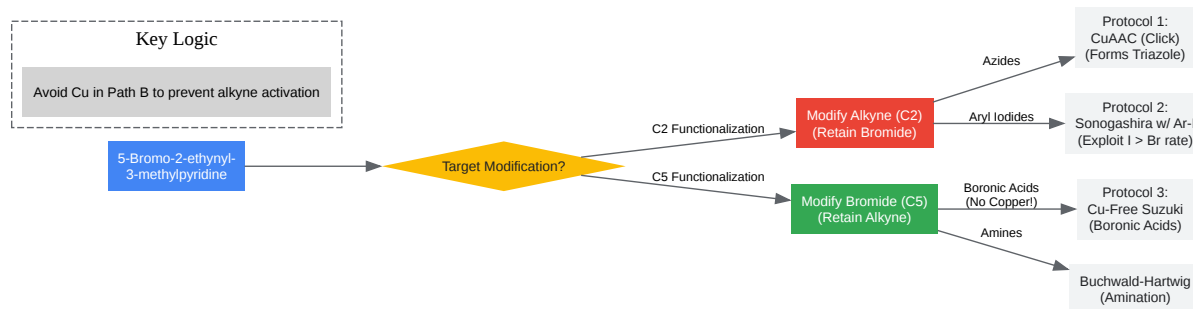 Key Logic
Avoid Cu in Path B to prevent alkyne activation
5-Bromo-2-ethynyl-
3-methylpyridine
Target Modification?
C2 Functionalization
C5 Functionalization
Modify Alkyne (C2)
(Retain Bromide)
Modify Bromide (C5)
(Retain Alkyne)
Azides
Aryl Iodides
Boronic Acids
(No Copper!)
Amines
Protocol 1:
CuAAC (Click)
(Forms Triazole)
Protocol 2:
Sonogashira w/ Ar-I
(Exploit I > Br rate)
Protocol 3:
Cu-Free Suzuki
(Boronic Acids)
Buchwald-Hartwig
(Amination)